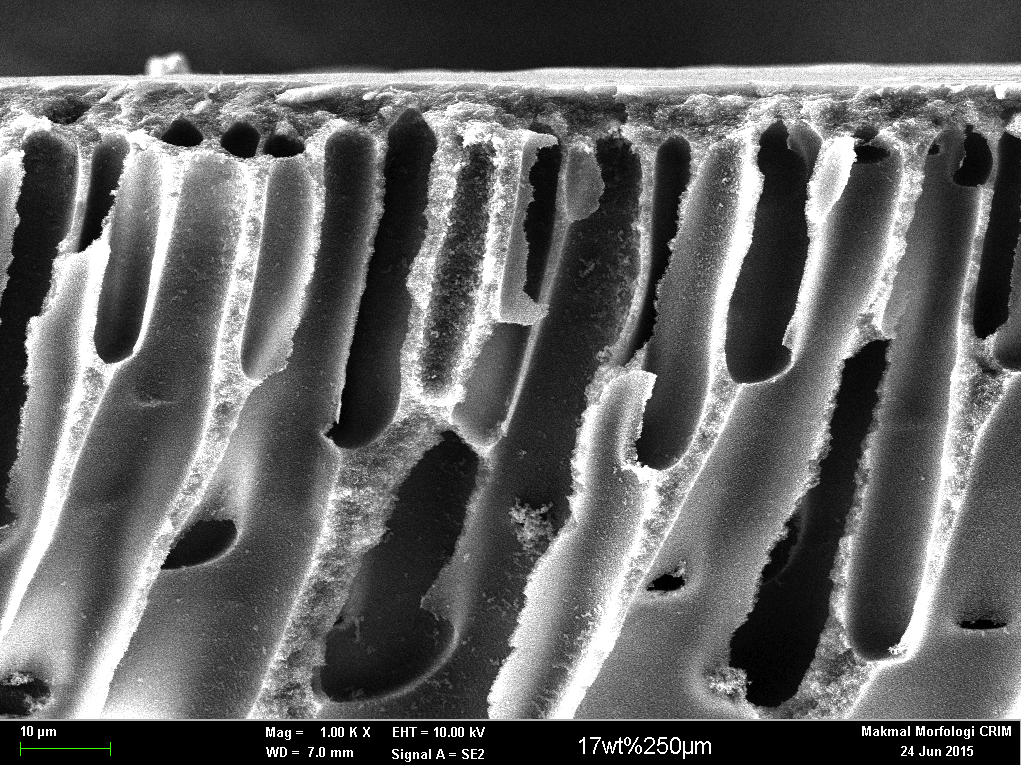 10 µm
Mag = 1.00 K X EHT = 10.00 kV
WD = 7.0 mm Signal A = SE2
17wt%250µm
Makmal Morfologi CRIM
24 Jun 2015